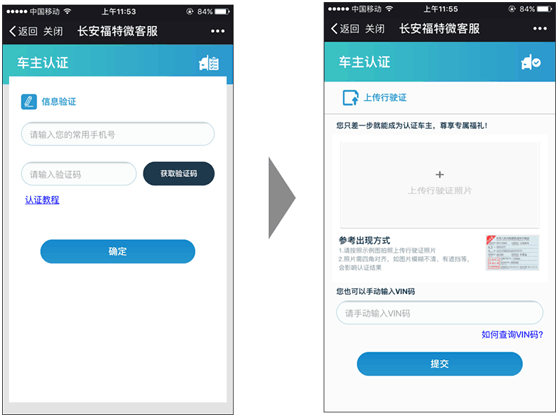 中国移动 上午11:53 84%
返回 关闭 长安福特微客服
车主认证
信息验证
请输入您的常用手机号
请输入验证码 获取验证码
认证教程
确定
中国移动 上午11:55 84%
返回 关闭 长安福特微客服
车主认证
上传行驶证
您只差一步就能成为认证车主，尊享专属福礼！
+
上传行驶证照片
参考出现方式
1.请按照示例图拍照上传行驶证照片
2.照片需四角对齐，如图片模糊不清、有遮挡等，
会影响认证结果
您也可以手动输入VIN码
请手动输入VIN码
如何查询VIN码?
提交